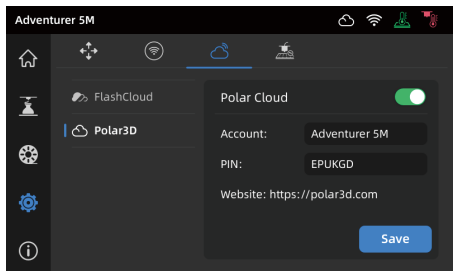 Adventurer 5M
FlashCloud
Polar3D
Polar Cloud
Account: Adventurer 5M
PIN: EPUKGD
Website: https://polar3d.com
Save